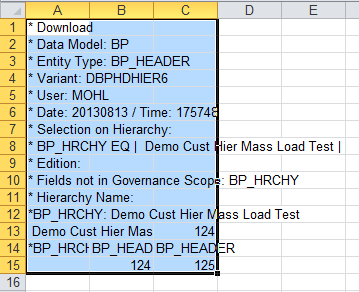 A B C D E
1 * Download
2 * Data Model: BP
3 * Entity Type: BP_HEADER
4 * Variant: DBPHDHIER6
5 * User: MOHL
6 * Date: 20130813 / Time: 175748
7 * Selection on Hierarchy:
8 * BP_HRCHY EQ | Demo Cust Hier Mass Load Test |
9 * Edition:
10 * Fields not in Governance Scope: BP_HRCHY
11 * Hierarchy Name:
12 *BP_HRCHY: Demo Cust Hier Mass Load Test
13 Demo Cust Hier Mas 124
14 *BP_HRCH BP_HEAD BP_HEADER
15 124 125
16